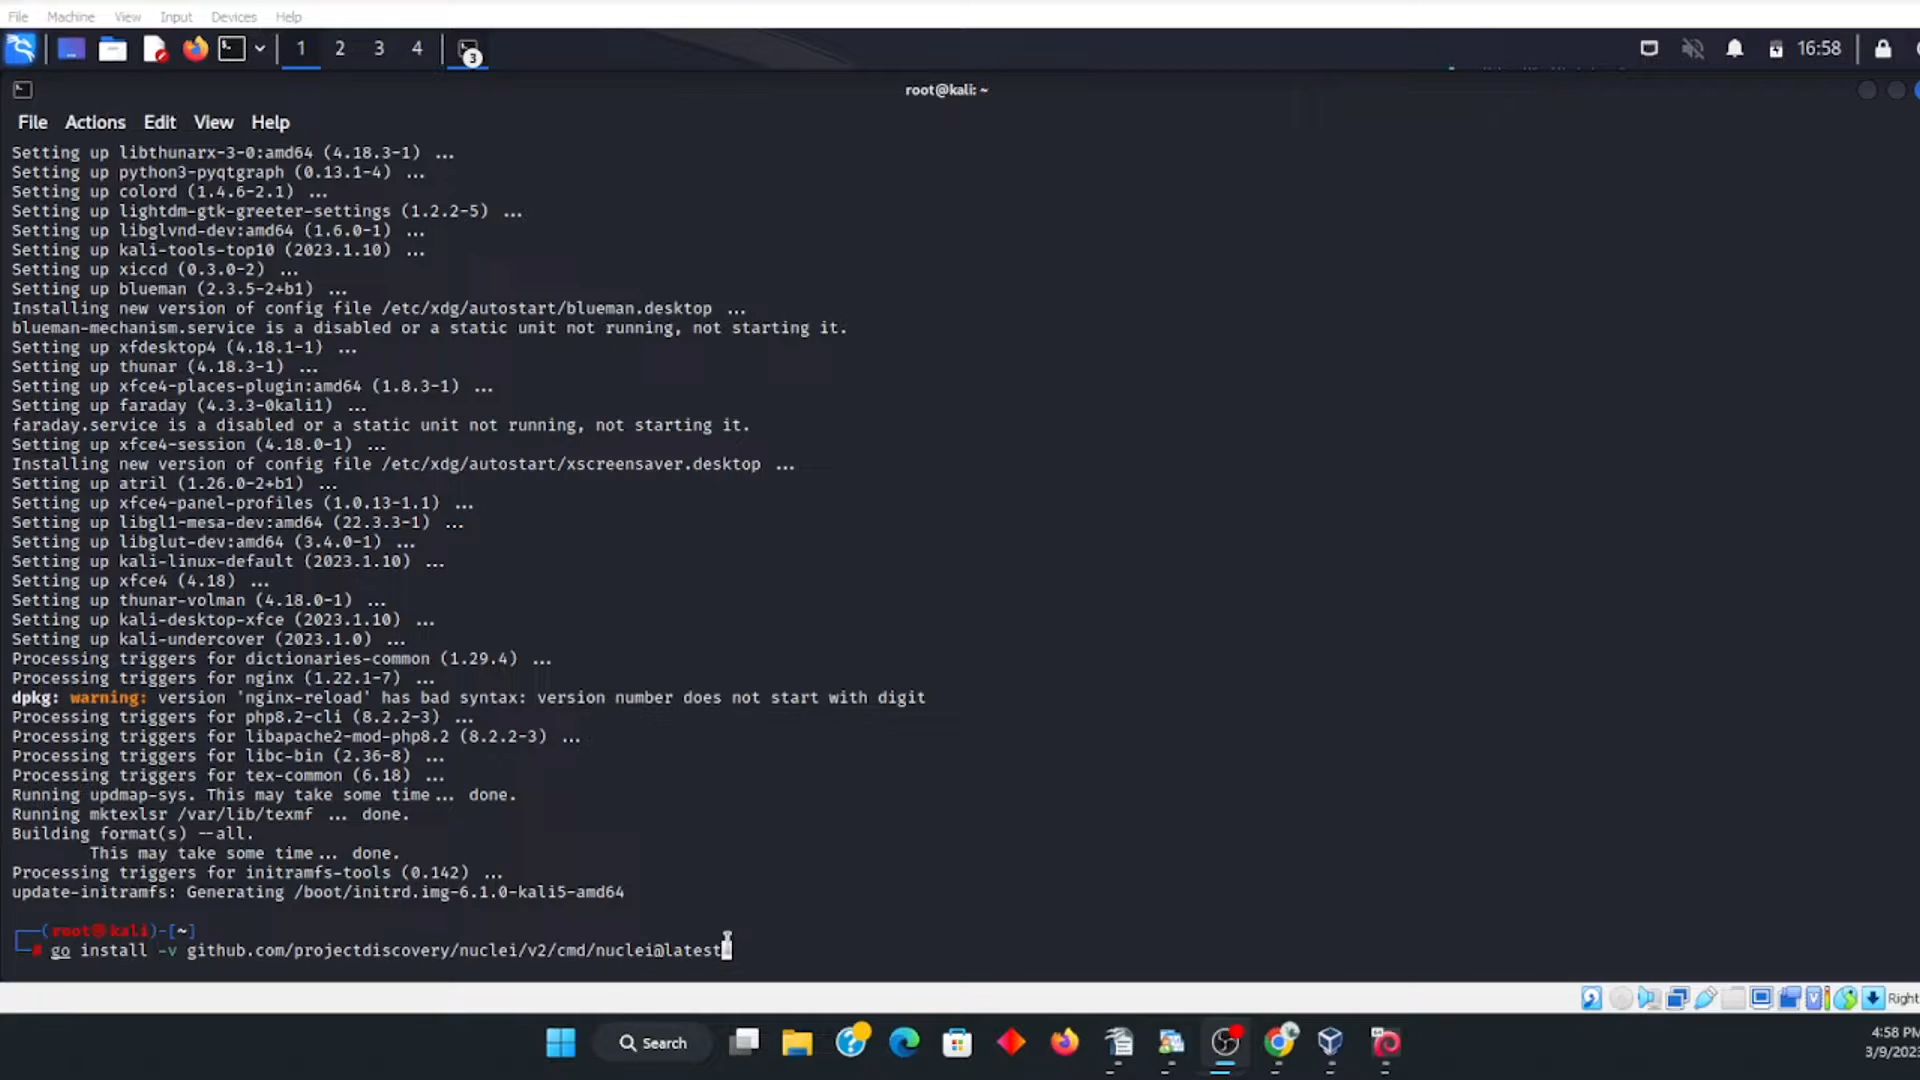 File Machine View Input Devices Help
1 2 3 4 3 16:58
root@kali: ~
File Actions Edit View Help
Setting up libthunarx-3-0:amd64 (4.18.3-1) ...
Setting up python3-pyqtgraph (0.13.1-4) ...
Setting up colord (1.4.6-2.1) ...
Setting up lightdm-gtk-greeter-settings (1.2.2-5) ...
Setting up libglvnd-dev:amd64 (1.6.0-1) ...
Setting up kali-tools-top10 (2023.1.10) ...
Setting up xiccd (0.3.0-2) ...
Setting up blueman (2.3.5-2+b1) ...
Installing new version of config file /etc/xdg/autostart/blueman.desktop ...
blueman-mechanism.service is a disabled or a static unit not running, not starting it.
Setting up xfdesktop4 (4.18.1-1) ...
Setting up thunar (4.18.3-1) ...
Setting up xfce4-places-plugin:amd64 (1.8.3-1) ...
Setting up faraday (4.3.3-0kali1) ...
faraday.service is a disabled or a static unit not running, not starting it.
Setting up xfce4-session (4.18.0-1) ...
Installing new version of config file /etc/xdg/autostart/xscreensaver.desktop ...
Setting up atril (1.26.0-2+b1) ...
Setting up xfce4-panel-profiles (1.0.13-1.1) ...
Setting up libgl1-mesa-dev:amd64 (22.3.3-1) ...
Setting up libglut-dev:amd64 (3.4.0-1) ...
Setting up kali-linux-default (2023.1.10) ...
Setting up xfce4 (4.18) ...
Setting up thunar-volman (4.18.0-1) ...
Setting up kali-desktop-xfce (2023.1.10) ...
Setting up kali-undercover (2023.1.0) ...
Processing triggers for dictionaries-common (1.29.4) ...
Processing triggers for nginx (1.22.1-7) ...
dpkg: warning: version 'nginx-reload' has bad syntax: version number does not start with digit
Processing triggers for php8.2-cli (8.2.2-3) ...
Processing triggers for libapache2-mod-php8.2 (8.2.2-3) ...
Processing triggers for libc-bin (2.36-8) ...
Processing triggers for tex-common (6.18) ...
Running updmap-sys. This may take some time... done.
Running mktexlsr /var/lib/texmf ... done.
Building format(s) --all.
This may take some time... done.
Processing triggers for initramfs-tools (0.142) ...
update-initramfs: Generating /boot/initrd.img-6.1.0-kali5-amd64
(root㉿kali)-[~]
# go install -v github.com/projectdiscovery/nuclei/v2/cmd/nuclei@latest
Right
Search
4:58 PM
3/9/2023